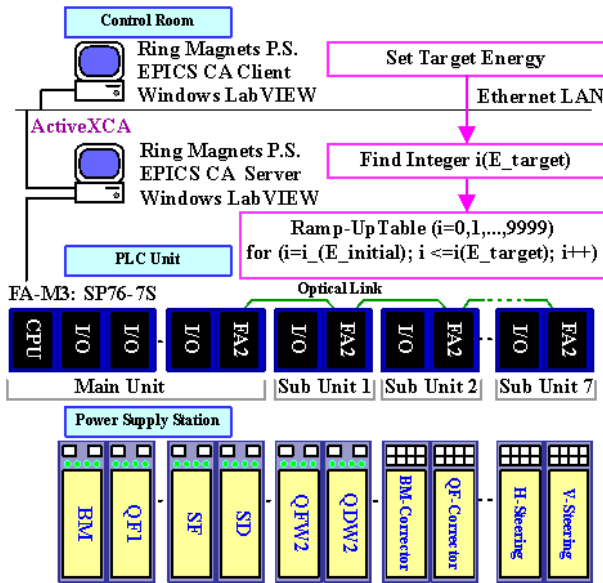 Control Room
Ring Magnets P.S.
EPICS CA Client
Windows LabVIEW
Set Target Energy
Ethernet LAN
ActiveXCA
Ring Magnets P.S.
EPICS CA Server
Windows LabVIEW
Find Integer i(E_target)
Ramp-Up Table (i=0,1,...,9999)
for (i=i_(E_initial); i <=i(E_target); i++)
PLC Unit
FA-M3: SP76-7S
Optical Link
CPU
I/O
I/O
I/O
FA2
I/O
FA2
I/O
FA2
I/O
FA2
Main Unit
Sub Unit 1
Sub Unit 2
Sub Unit 7
Power Supply Station
BM
QF1
SF
SD
QFW2
QDW2
BM-Corrector
QF-Corrector
H-Steering
V-Steering